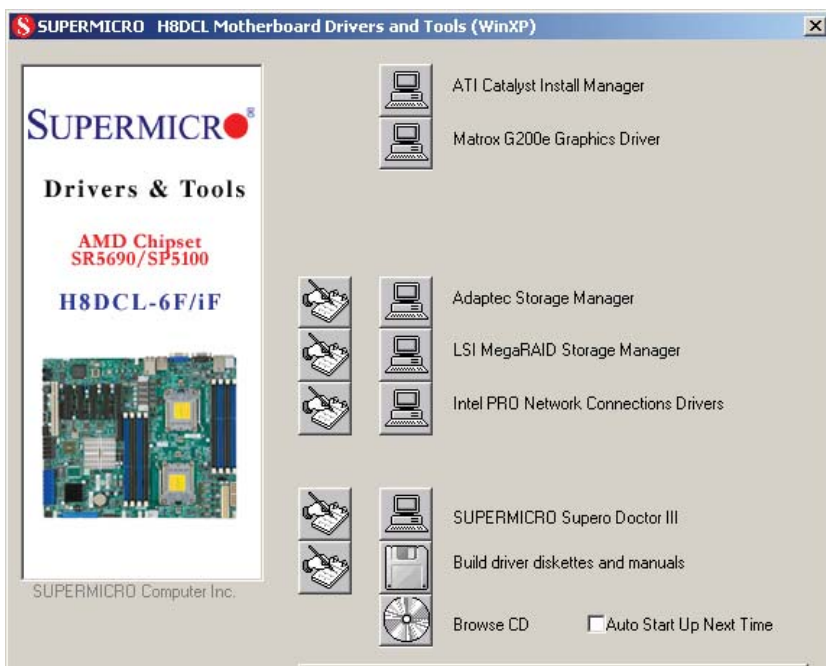 SUPERMICRO H8DCL Motherboard Drivers and Tools (WinXP)
SUPERMICRO®
Drivers & Tools
AMD Chipset
SR5690/SP5100
H8DCL-6F/iF
SUPERMICRO Computer Inc.
ATI Catalyst Install Manager
Matrox G200e Graphics Driver
Adaptec Storage Manager
LSI MegaRAID Storage Manager
Intel PRO Network Connections Drivers
SUPERMICRO Supero Doctor III
Build driver diskettes and manuals
Browse CD
Auto Start Up Next Time